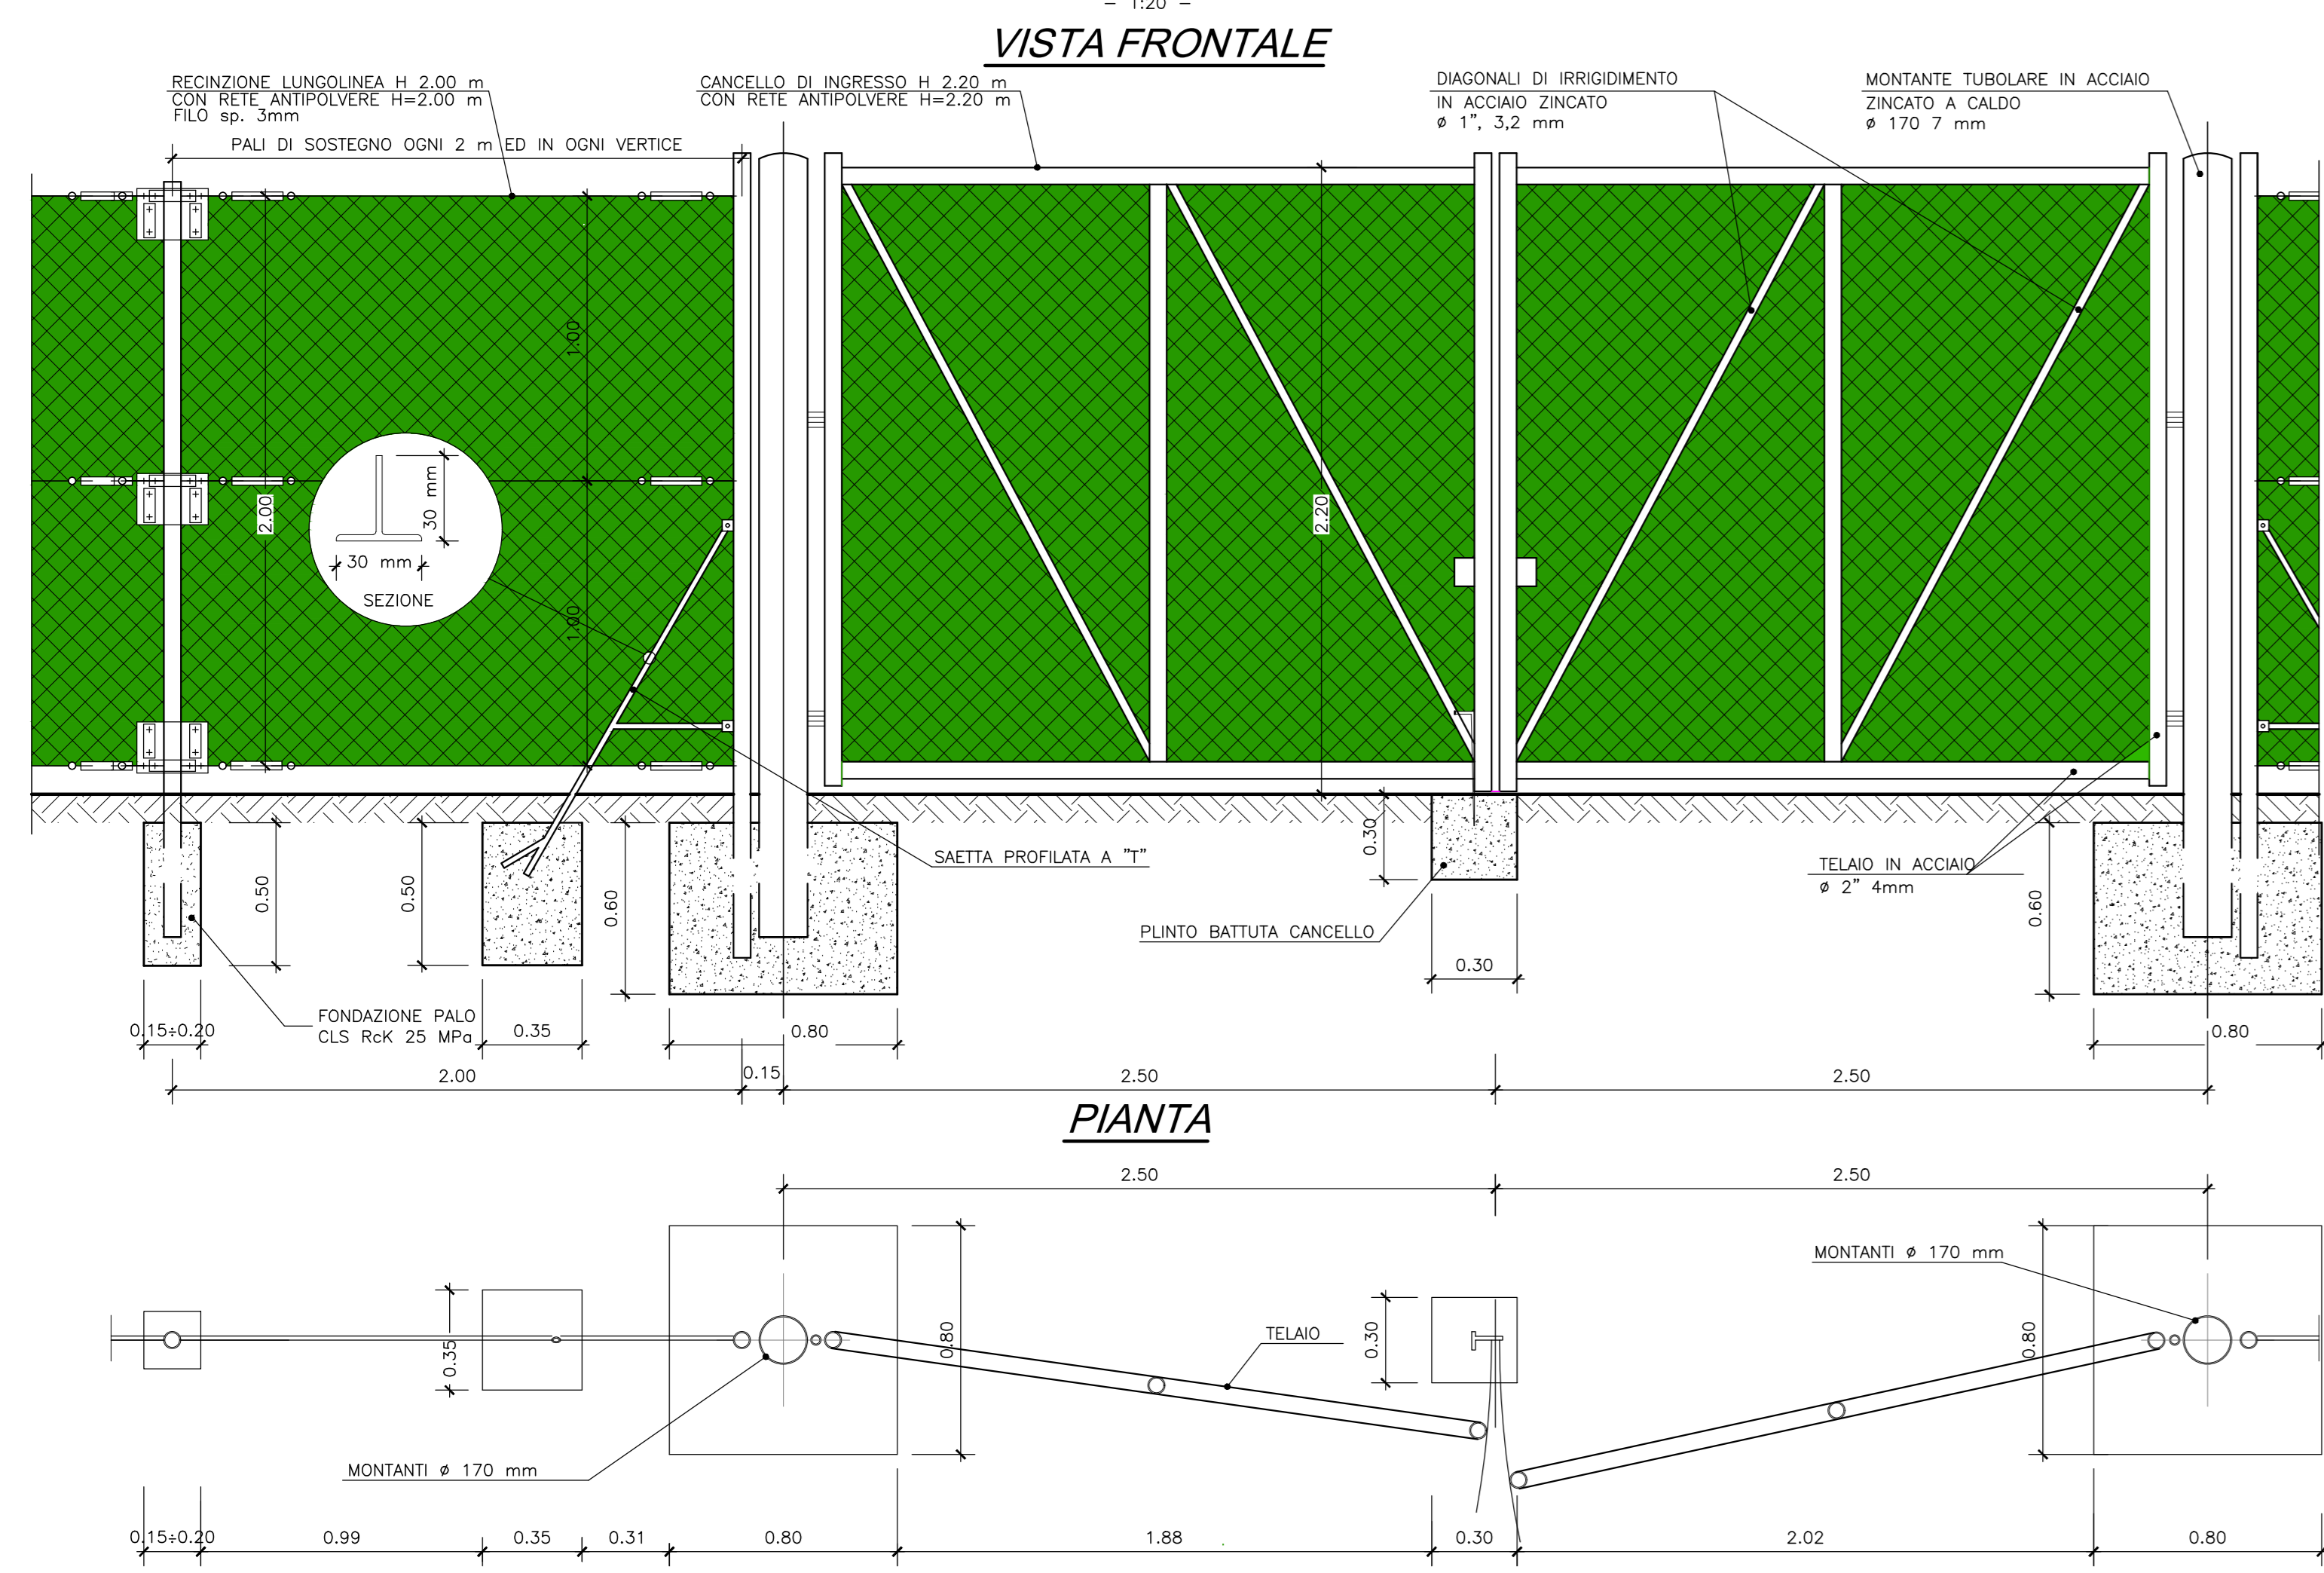 – 1:20 –
VISTA FRONTALE
RECINZIONE LUNGOLINEA H 2.00 m
CON RETE ANTIPOLVERE H=2.00 m
FILO sp. 3mm
PALI DI SOSTEGNO OGNI 2 m ED IN OGNI VERTICE
CANCELLO DI INGRESSO H 2.20 m
CON RETE ANTIPOLVERE H=2.20 m
DIAGONALI DI IRRIGIDIMENTO
IN ACCIAIO ZINCATO
ø 1”, 3,2 mm
MONTANTE TUBOLARE IN ACCIAIO
ZINCATO A CALDO
ø 170 7 mm
1.00
2.00
30 mm
30 mm
SEZIONE
1.00
2.20
0.50
0.50
0.60
SAETTA PROFILATA A ”T”
0.30
PLINTO BATTUTA CANCELLO
0.30
TELAIO IN ACCIAIO
ø 2” 4mm
0.60
FONDAZIONE PALO
CLS RcK 25 MPa
0.15÷0.20
0.35
0.80
0.80
2.00
0.15
2.50
2.50
PIANTA
2.50
2.50
MONTANTI ø 170 mm
0.35
0.80
TELAIO
0.30
0.80
MONTANTI ø 170 mm
0.15÷0.20
0.99
0.35
0.31
0.80
1.88
0.30
2.02
0.80